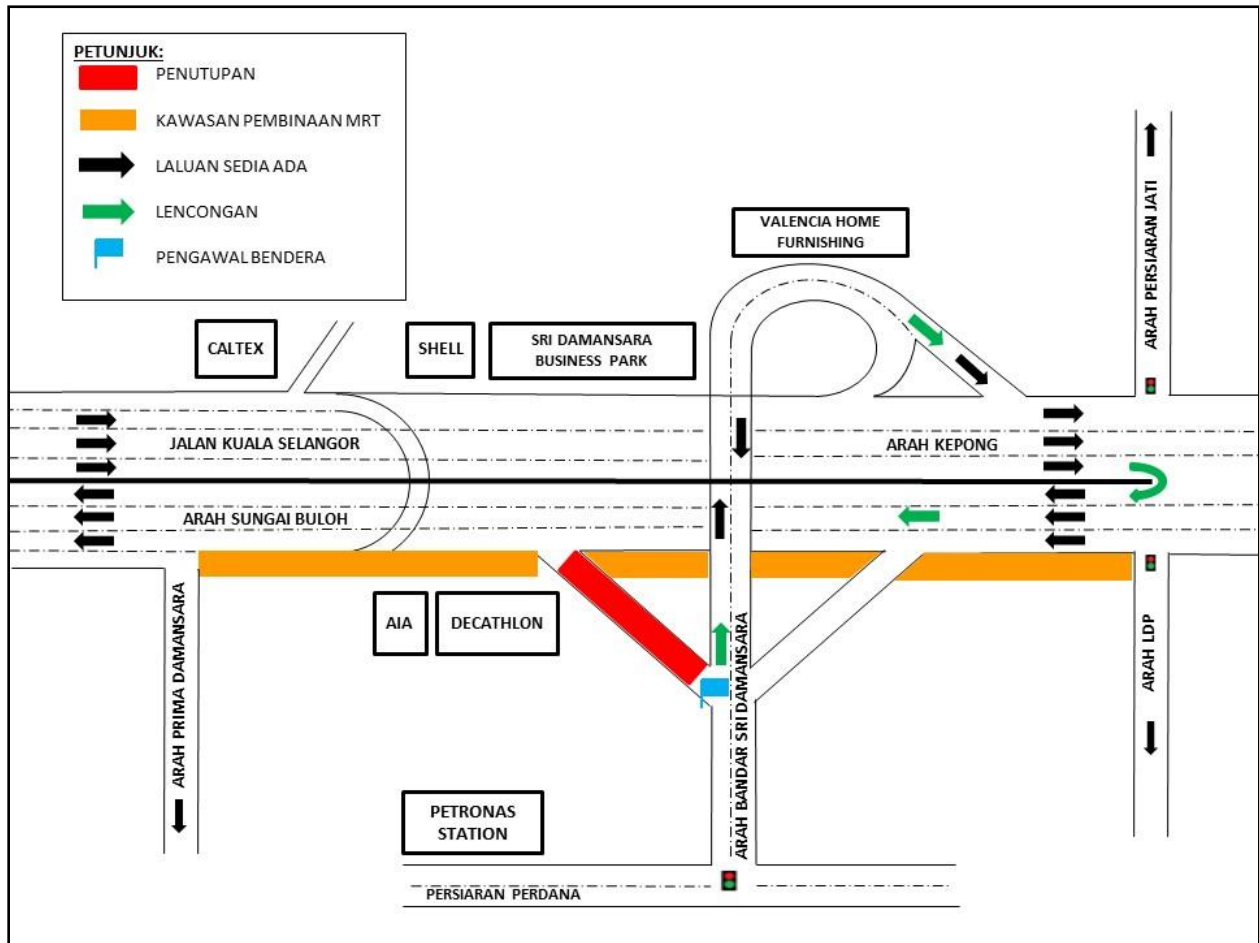 PETUNJUK:
PENUTUPAN
KAWASAN PEMBINAAN MRT
LALUAN SEDIA ADA
LENCONGAN
PENGAWAL BENDERA
VALENCIA HOME
FURNISHING
ARAH PERSIARAN JATI
CALTEX
SHELL
SRI DAMANSARA
BUSINESS PARK
JALAN KUALA SELANGOR
ARAH KEPONG
ARAH SUNGAI BULOH
AIA
DECATHLON
ARAH PRIMA DAMANSARA
ARAH BANDAR SRI DAMANSARA
ARAH LDP
PETRONAS
STATION
PERSIARAN PERDANA